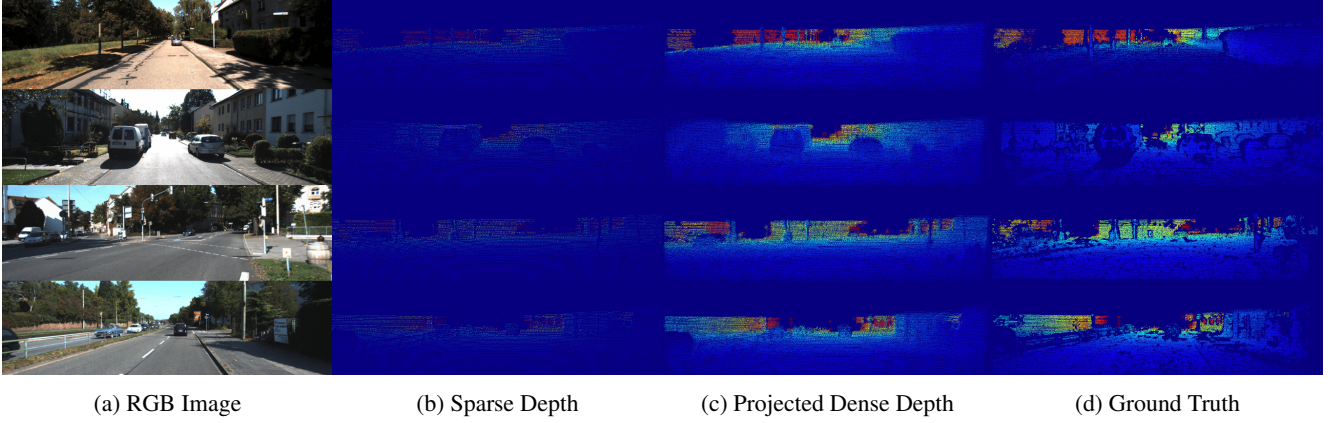 (a) RGB Image
(b) Sparse Depth
(c) Projected Dense Depth
(d) Ground Truth